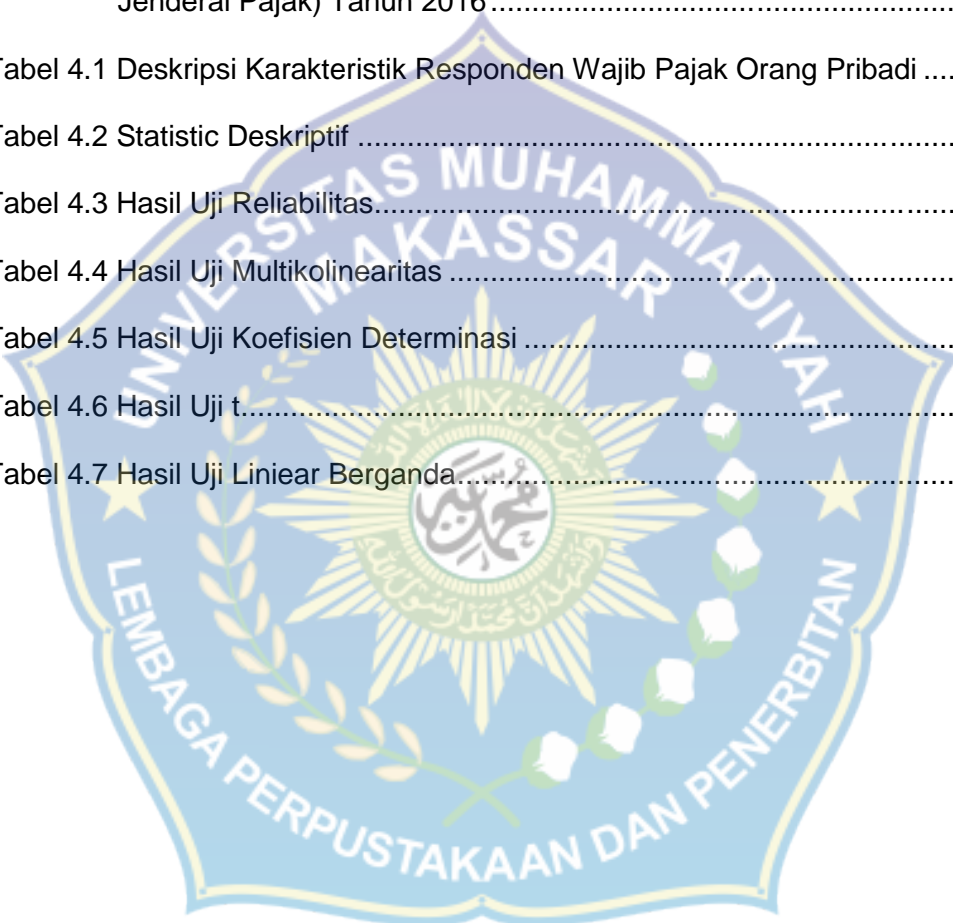 Jenderal Pajak) Tahun 2016........................................................
Tabel 4.1 Deskripsi Karakteristik Responden Wajib Pajak Orang Pribadi ....
Tabel 4.2 Statistic Deskriptif ........................................................
Tabel 4.3 Hasil Uji Reliabilitas........................................................
Tabel 4.4 Hasil Uji Multikolinearitas ........................................................
Tabel 4.5 Hasil Uji Koefisien Determinasi ........................................................
Tabel 4.6 Hasil Uji t........................................................
Tabel 4.7 Hasil Uji Liniear Berganda........................................................
UNIVERSITAS MUHAMMADIYAH
MAKASSAR
محمد
LEMBAGA PERPUSTAKAAN DAN PENERBITAN